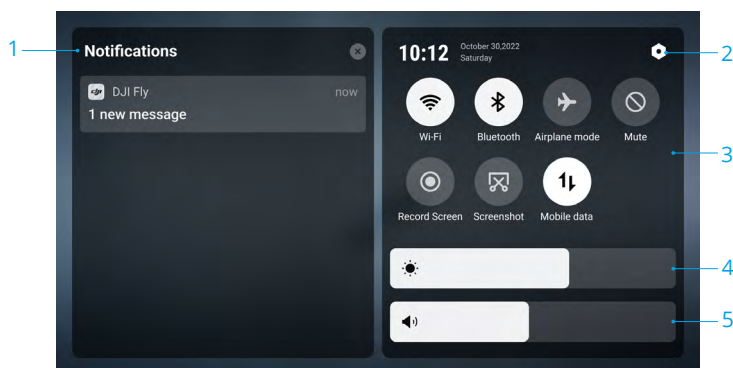 1
Notifications
dji
DJI Fly
now
1 new message
10:12
October 30,2022
Saturday
2
Wi-Fi
Bluetooth
Airplane mode
Mute
3
Record Screen
Screenshot
Mobile data
4
5